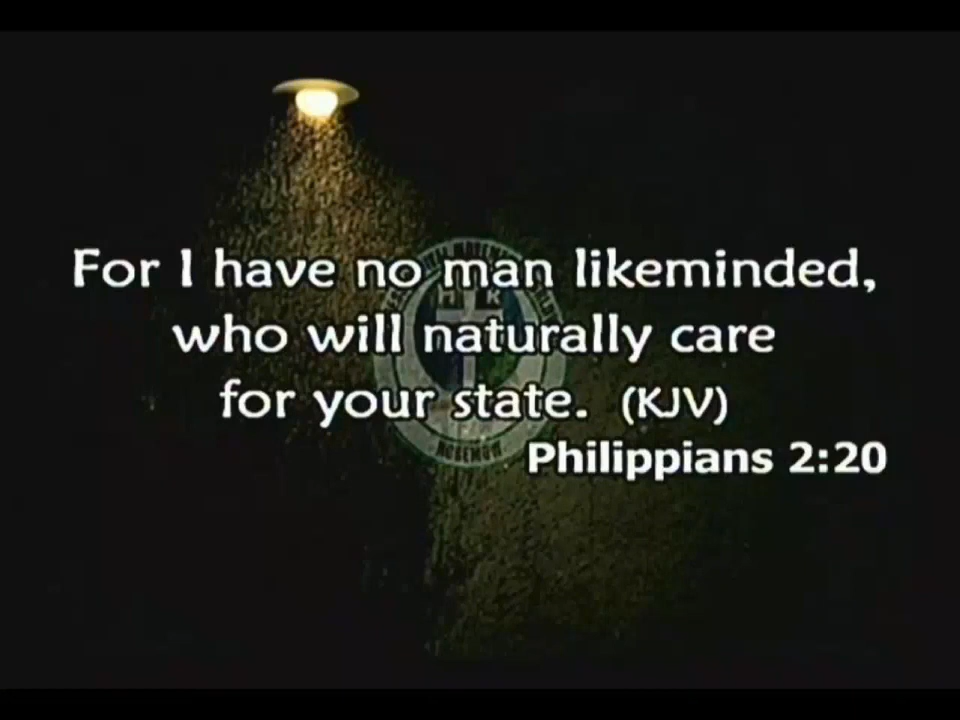 For I have no man likeminded,
who will naturally care
for your state. (KJV)
Philippians 2:20